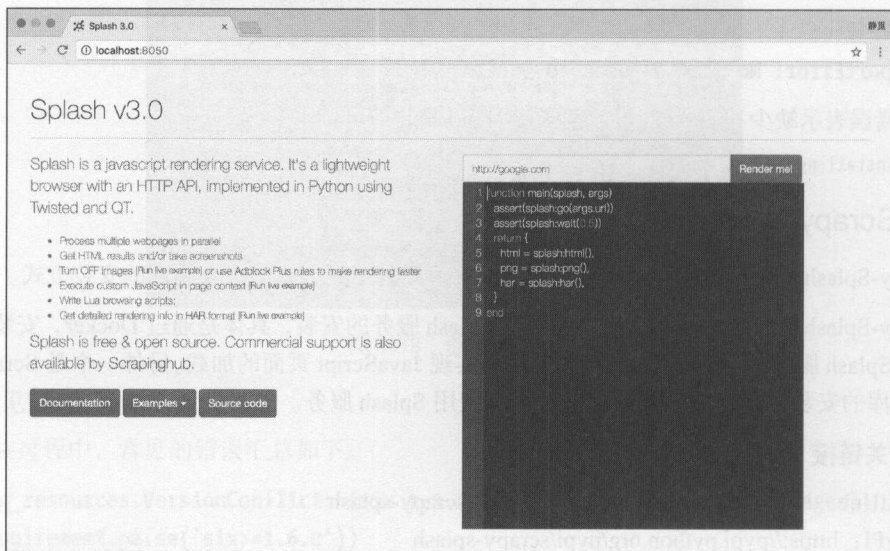 Splash 3.0
localhost:8050
Splash v3.0
Splash is a javascript rendering service. It's a lightweight
browser with an HTTP API, implemented in Python using
Twisted and QT.
Process multiple webpages in parallel
Get HTML results and/or take screenshots
Turn OFF images [Run live example] or use Adblock Plus rules to make rendering faster
Execute custom JavaScript in page context [Run live example]
Write Lua browsing scripts;
Get detailed rendering info in HAR format [Run live example]
Splash is free & open source. Commercial support is also
available by Scrapinghub.
Documentation
Examples
Source code
http://google.com
Render me!
1 function main(splash, args)
2 assert(splash:go(args.url))
3 assert(splash:wait(0.5))
4 return {
5 html = splash:html(),
6 png = splash:png(),
7 har = splash:har(),
8 }
9 end